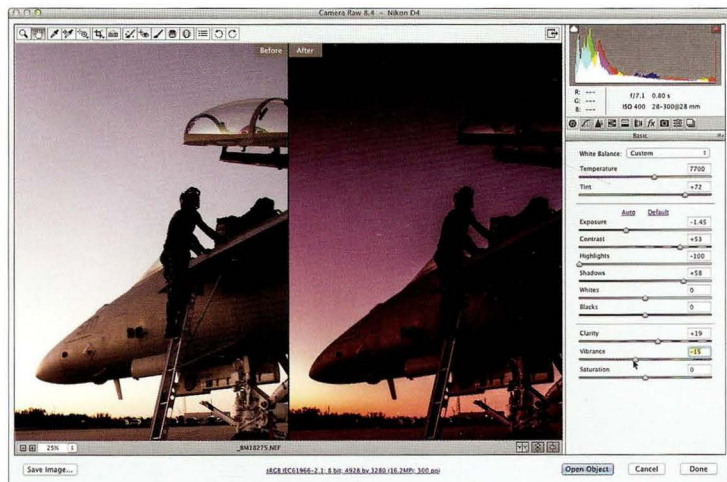 Camera Raw 8.4 - Nikon D4
Before
After
R: ---
G: ---
B: ---
f/7.1 0.80 s
ISO 400 28-300@28 mm
Basic
White Balance: Custom
Temperature 7700
Tint +72
Auto Default
Exposure -1.45
Contrast +53
Highlights -100
Shadows +58
Whites 0
Blacks 0
Clarity +19
Vibrance -15
Saturation 0
25%
_BM18275.NEF
Save Image...
sRGB IEC61966-2.1; 8 bit; 4928 by 3280 (16.2MP); 300 ppi
Open Object
Cancel
Done